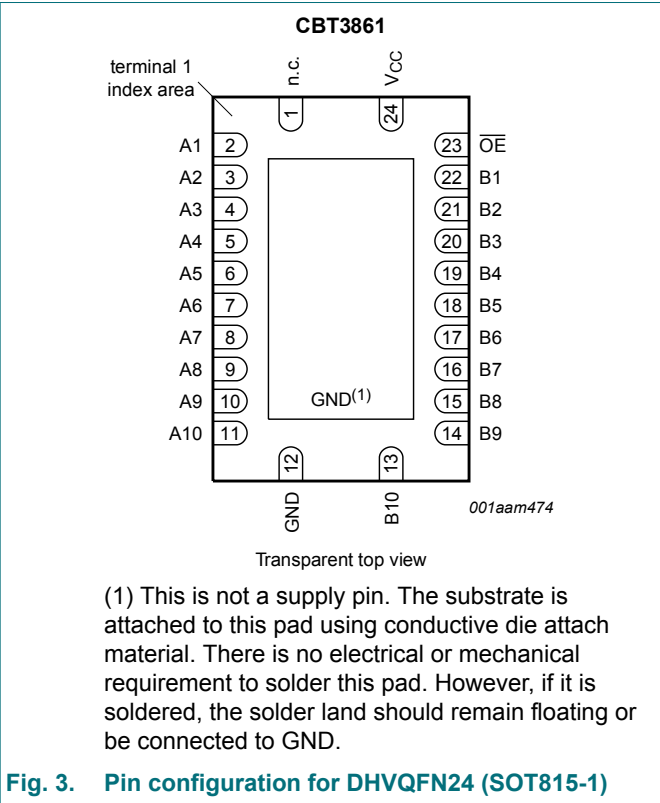 CBT3861
terminal 1
index area
n.c.
VCC
1
24
A1 2 23 OE
A2 3 22 B1
A3 4 21 B2
A4 5 20 B3
A5 6 19 B4
A6 7 18 B5
A7 8 17 B6
A8 9 16 B7
A9 10 GND(1) 15 B8
A10 11 14 B9
12
13
GND
B10
001aam474
Transparent top view
(1) This is not a supply pin. The substrate is
attached to this pad using conductive die attach
material. There is no electrical or mechanical
requirement to solder this pad. However, if it is
soldered, the solder land should remain floating or
be connected to GND.
Fig. 3. Pin configuration for DHVQFN24 (SOT815-1)